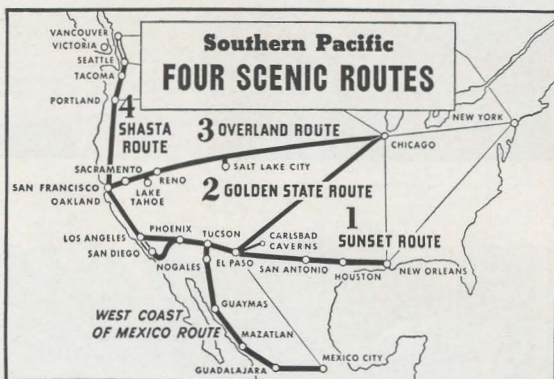 Southern Pacific
FOUR SCENIC ROUTES
VANCOUVER
VICTORIA
SEATTLE
TACOMA
PORTLAND
4
SHASTA
ROUTE
3 OVERLAND ROUTE
NEW YORK
CHICAGO
SACRAMENTO
RENO
SALT LAKE CITY
SAN FRANCISCO
OAKLAND
LAKE
TAHOE
2 GOLDEN STATE ROUTE
1
SUNSET ROUTE
LOS ANGELES
PHOENIX
TUCSON
CARLSBAD
CAVERNS
SAN DIEGO
NOGALES
EL PASO
SAN ANTONIO
HOUSTON
NEW ORLEANS
WEST COAST
OF MEXICO ROUTE
GUAYMAS
MAZATLAN
GUADALAJARA
MEXICO CITY